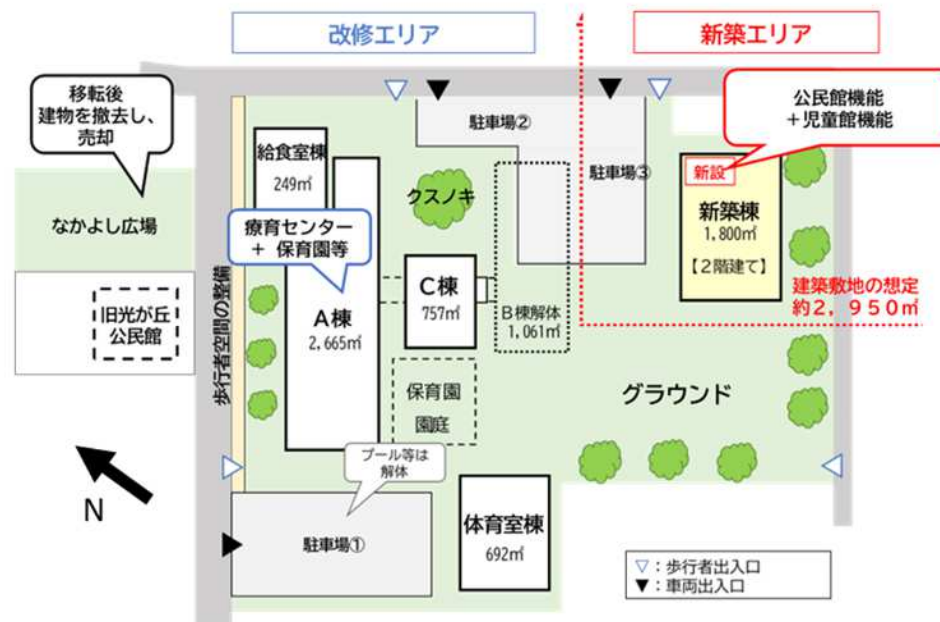 改修エリア
新築エリア
移転後
建物を撤去し、
売却
公民館機能
+児童館機能
駐車場②
給食室棟
249㎡
駐車場③
クスノキ
新設
新築棟
1,800㎡
【2階建て】
なかよし広場
療育センター
+ 保育園等
C棟
757㎡
B棟解体
1,061㎡
建築敷地の想定
約2,950㎡
旧光が丘
公民館
A棟
2,665㎡
歩行者空間の整備
保育園
園庭
グラウンド
プール等は
解体
N
駐車場①
体育室棟
692㎡
▽：歩行者出入口
▼：車両出入口